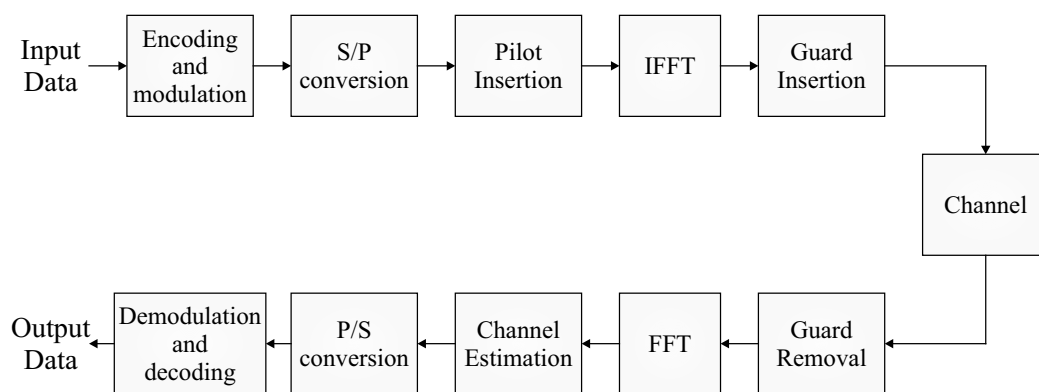 Input
Data
Encoding
and
modulation
S/P
conversion
Pilot
Insertion
IFFT
Guard
Insertion
Channel
Output
Data
Demodulation
and
decoding
P/S
conversion
Channel
Estimation
FFT
Guard
Removal